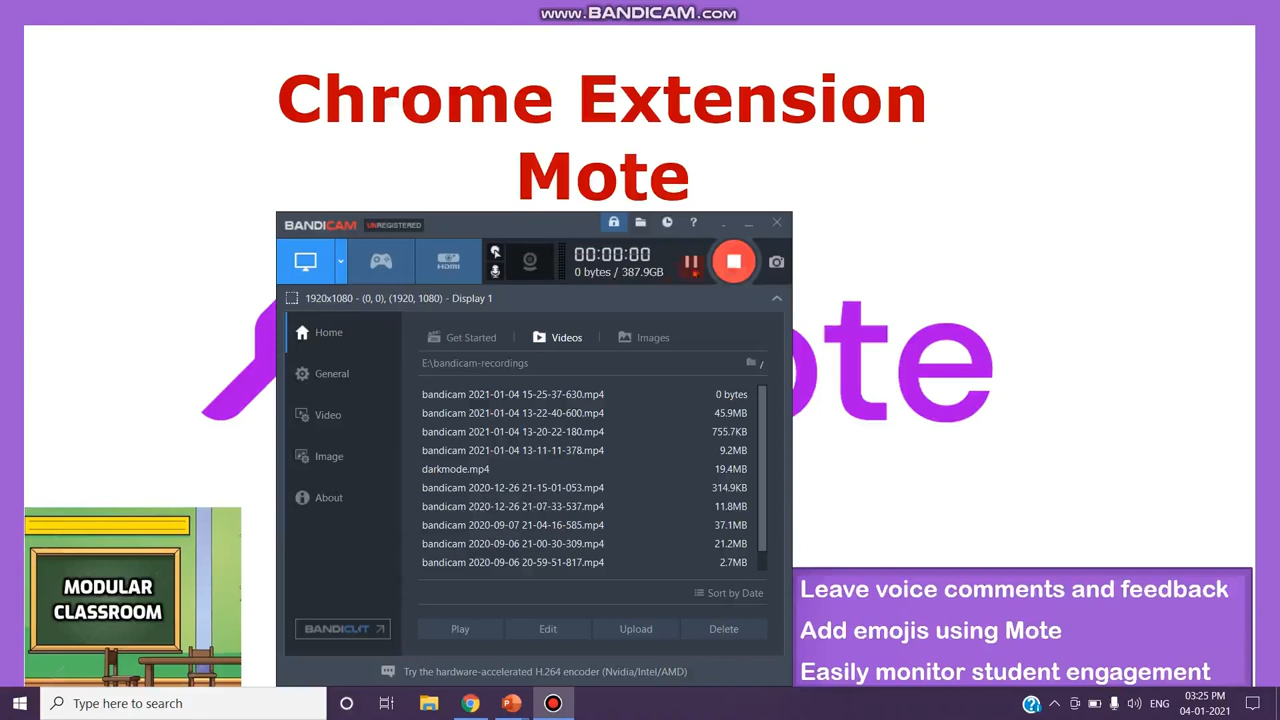 www.BANDICAM.com
Chrome Extension
Mote
BANDICAM UNREGISTERED
?
HDMI
00:00:00
0 bytes / 387.9GB
1920x1080 - (0, 0), (1920, 1080) - Display 1
Home
General
Video
Image
About
BANDICUT
Get Started
Videos
Images
E:\bandicam-recordings
/
bandicam 2021-01-04 15-25-37-630.mp4 0 bytes
bandicam 2021-01-04 13-22-40-600.mp4 45.9MB
bandicam 2021-01-04 13-20-22-180.mp4 755.7KB
bandicam 2021-01-04 13-11-11-378.mp4 9.2MB
darkmode.mp4 19.4MB
bandicam 2020-12-26 21-15-01-053.mp4 314.9KB
bandicam 2020-12-26 21-07-33-537.mp4 11.8MB
bandicam 2020-09-07 21-04-16-585.mp4 37.1MB
bandicam 2020-09-06 21-00-30-309.mp4 21.2MB
bandicam 2020-09-06 20-59-51-817.mp4 2.7MB
Sort by Date
Play Edit Upload Delete
Try the hardware-accelerated H.264 encoder (Nvidia/Intel/AMD)
ote
MODULAR
CLASSROOM
Leave voice comments and feedback
Add emojis using Mote
Easily monitor student engagement
Type here to search
ENG
03:25 PM
04-01-2021